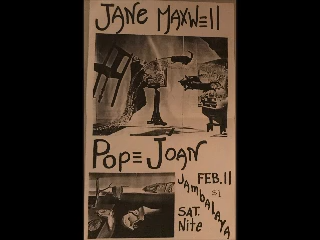 JANE MAXWEll
POPE JOAN
FEB. 11
$1
JAMBALAYA
SAT.
Nite